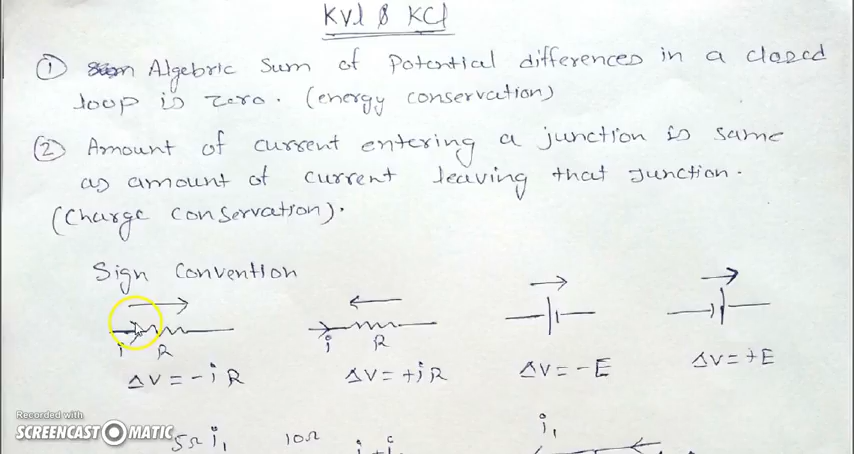 KVl & KCl
① Algebric Sum of Potential differences in a closed
loop is zero. (energy conservation)
② Amount of current entering a junction is same
as amount of current leaving that Junction.
(Charge conservation).
Sign Convention
i R
i R
ΔV = - i R
ΔV = + i R
ΔV = - E
ΔV = + E
Recorded with
SCREENCAST O MATIC
5Ω i₁ 10Ω
i₁